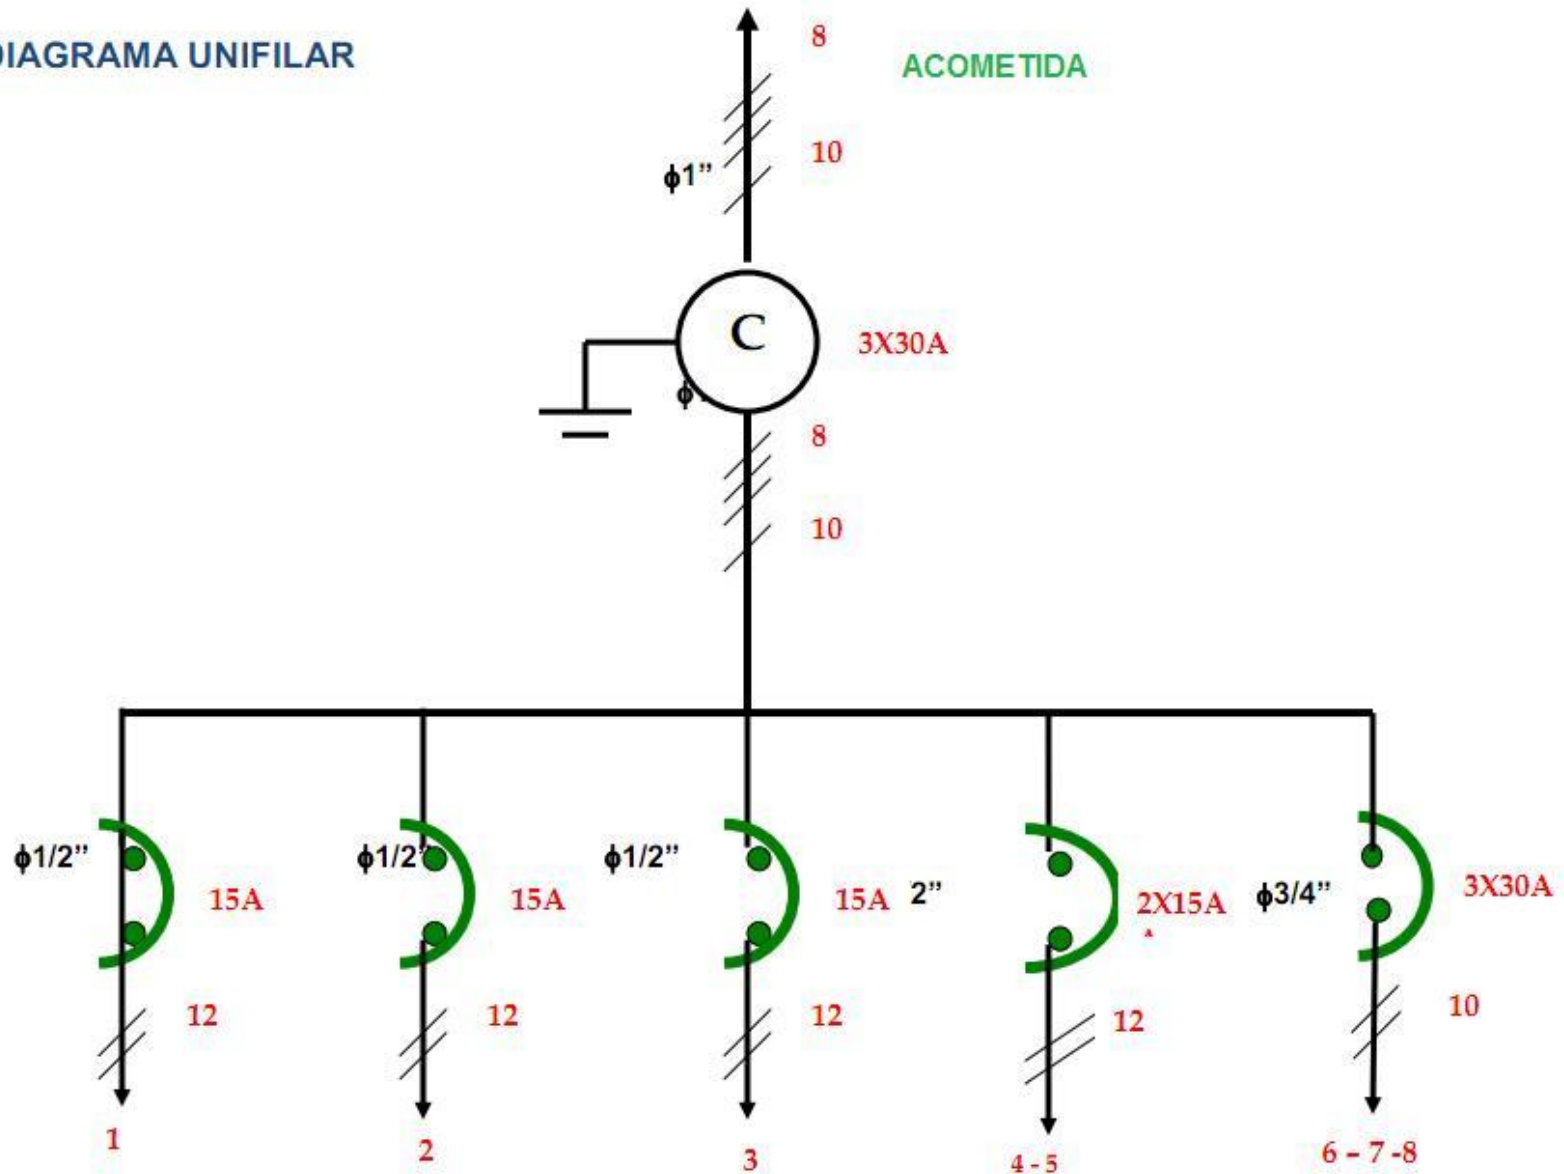 DIAGRAMA UNIFILAR
8
ACOMETIDA
10
ϕ1”
C
3X30A
ϕ
8
10
ϕ1/2” 15A
ϕ1/2” 15A
ϕ1/2” 15A
2” 2X15A
ϕ3/4” 3X30A
12
12
12
12
10
1
2
3
4 - 5
6 – 7 -8